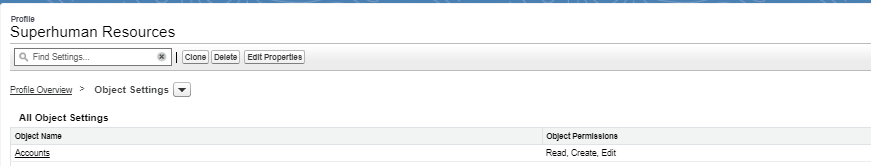 Profile
Superhuman Resources
Find Settings... | Clone Delete Edit Properties
Profile Overview > Object Settings
All Object Settings
Object Name Object Permissions
Accounts Read, Create, Edit